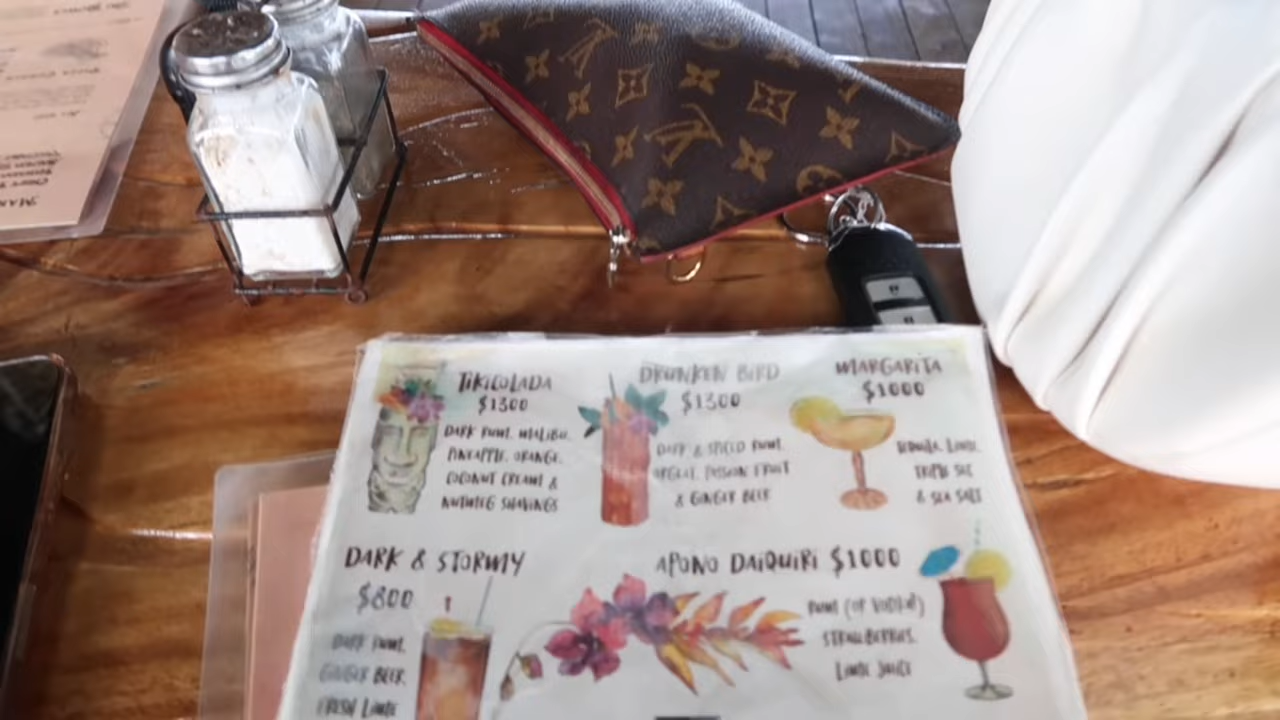 TIKICOLADA
$1300
DARK RUM, MALIBU,
PINEAPPLE, ORANGE,
COCONUT CREAM &
NUTMEG SHAVINGS
DRUNKEN BIRD
$1300
DARK & SPICED RUM,
ORGEAT, PASSION FRUIT
& GINGER BEER
MARGARITA
$1000
TEQUILA, LIME,
TRIPLE SEC
& SEA SALT
DARK & STORMY
$800
DARK RUM,
GINGER BEER,
FRESH LIME
APONO DAIQUIRI $1000
RUM (OR VODKA)
STRAWBERRIES,
LIME JUICE